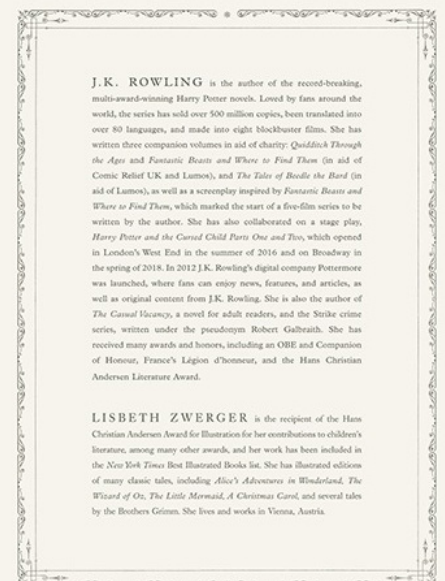 J.K. ROWLING is the author of the record-breaking,
multi-award-winning Harry Potter novels. Loved by fans around the
world, the series has sold over 500 million copies, been translated into
over 80 languages, and made into eight blockbuster films. She has
written three companion volumes in aid of charity: Quidditch Through
the Ages and Fantastic Beasts and Where to Find Them (in aid of
Comic Relief UK and Lumos), and The Tales of Beedle the Bard (in
aid of Lumos), as well as a screenplay inspired by Fantastic Beasts and
Where to Find Them, which marked the start of a five-film series to be
written by the author. She has also collaborated on a stage play,
Harry Potter and the Cursed Child Parts One and Two, which opened
in London's West End in the summer of 2016 and on Broadway in
the spring of 2018. In 2012 J.K. Rowling's digital company Pottermore
was launched, where fans can enjoy news, features, and articles, as
well as original content from J.K. Rowling. She is also the author of
The Casual Vacancy, a novel for adult readers, and the Strike crime
series, written under the pseudonym Robert Galbraith. She has
received many awards and honors, including an OBE and Companion
of Honour, France's Légion d'honneur, and the Hans Christian
Andersen Literature Award.
LISBETH ZWERGER is the recipient of the Hans
Christian Andersen Award for Illustration for her contributions to children's
literature, among many other awards, and her work has been included in
the New York Times Best Illustrated Books list. She has illustrated editions
of many classic tales, including Alice's Adventures in Wonderland, The
Wizard of Oz, The Little Mermaid, A Christmas Carol, and several tales
by the Brothers Grimm. She lives and works in Vienna, Austria.